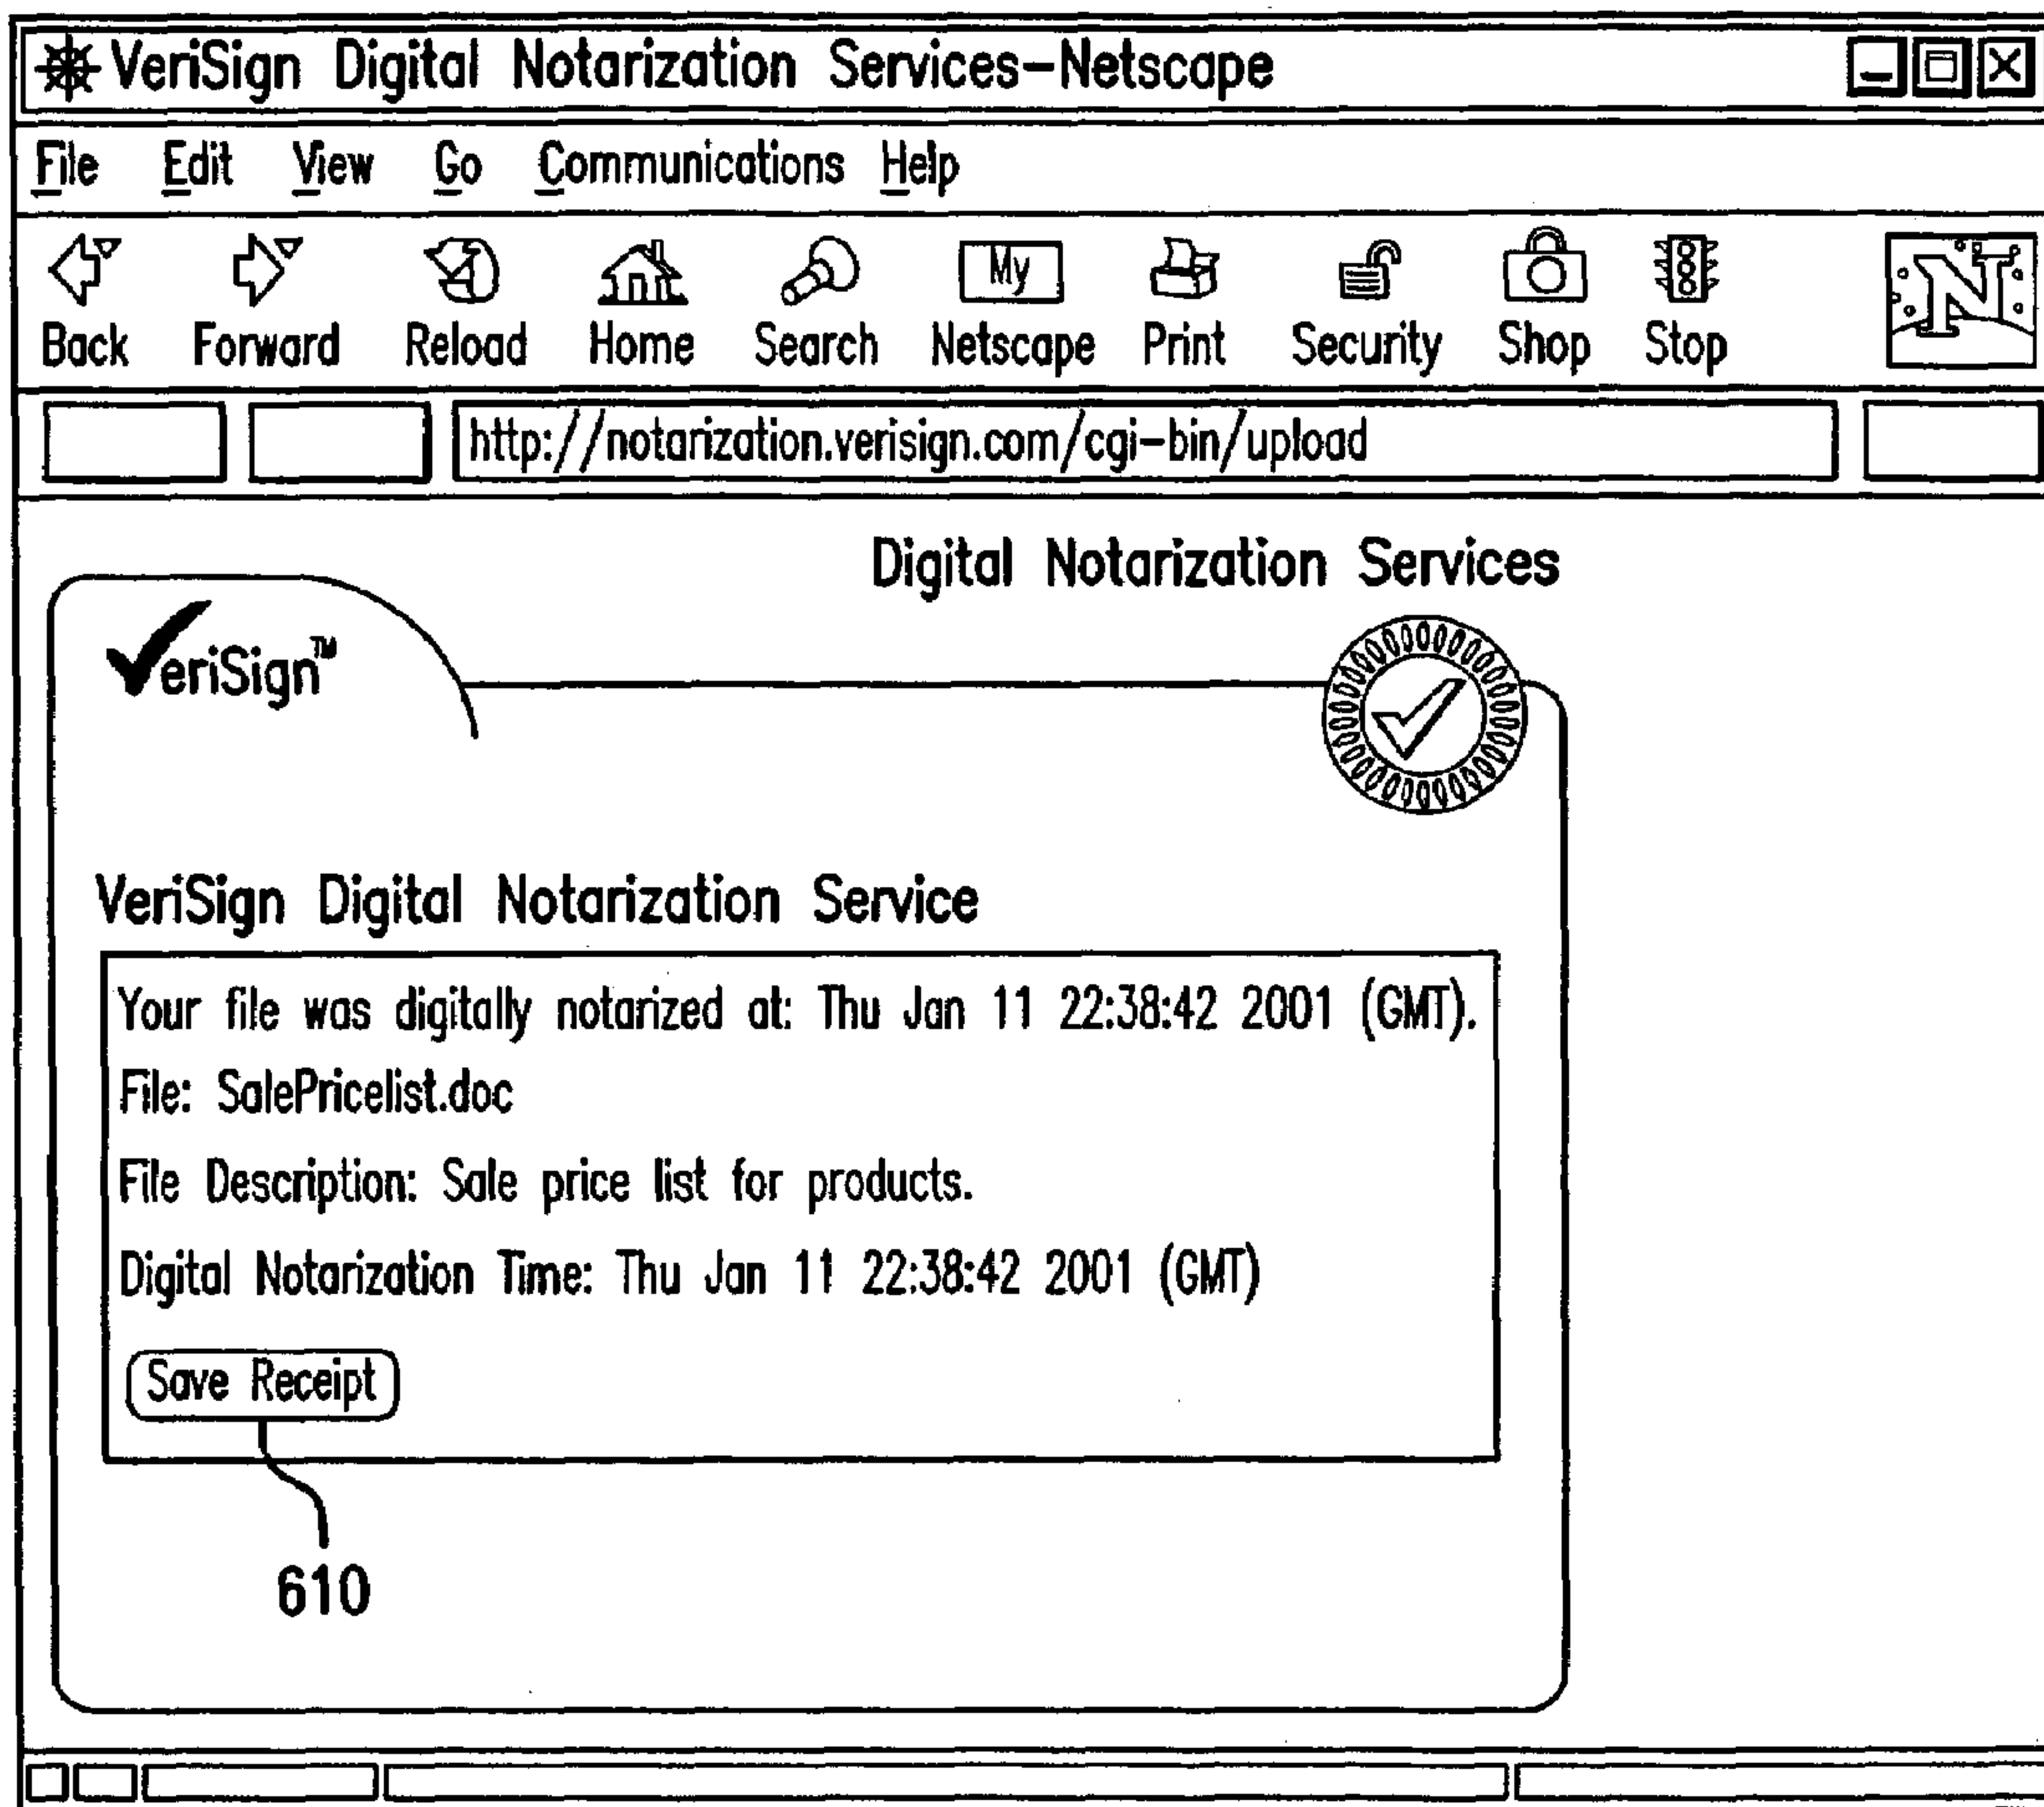 VeriSign Digital Notarization Services-Netscape
File Edit View Go Communications Help
My
Back Forward Reload Home Search Netscape Print Security Shop Stop
N
http://notarization.verisign.com/cgi-bin/upload
Digital Notarization Services
VeriSign™
VeriSign Digital Notarization Service
Your file was digitally notarized at: Thu Jan 11 22:38:42 2001 (GMT).
File: SalePricelist.doc
File Description: Sale price list for products.
Digital Notarization Time: Thu Jan 11 22:38:42 2001 (GMT)
Save Receipt
610